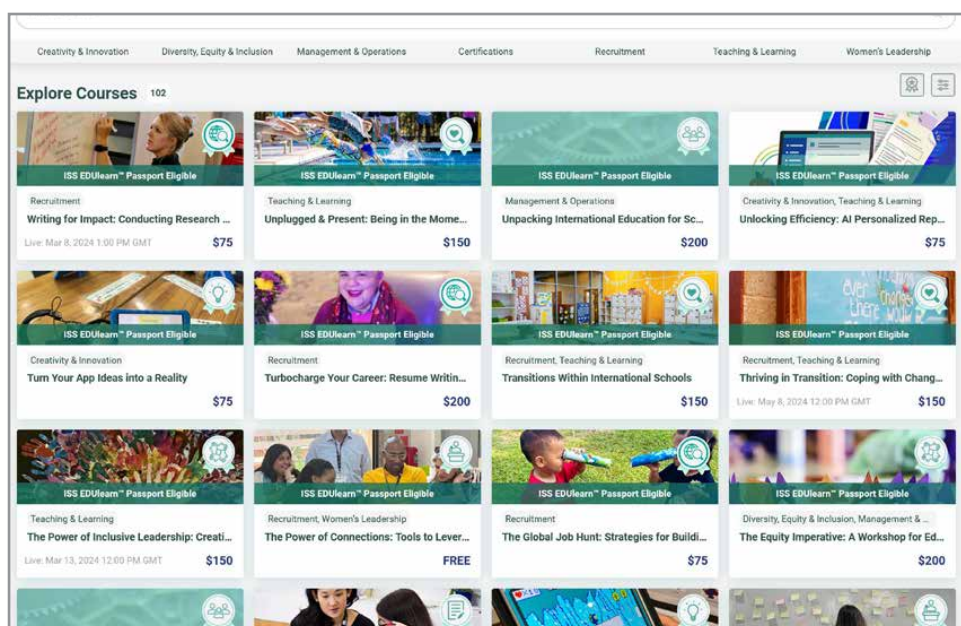 Creativity & Innovation Diversity, Equity & Inclusion Management & Operations Certifications Recruitment Teaching & Learning Women's Leadership
Explore Courses 102
ISS EDUlearn™ Passport Eligible
Recruitment
Writing for Impact: Conducting Research ...
Live: Mar 8, 2024 1:00 PM GMT $75
ISS EDUlearn™ Passport Eligible
Teaching & Learning
Unplugged & Present: Being in the Mome...
$150
ISS EDUlearn™ Passport Eligible
Management & Operations
Unpacking International Education for Sc...
$200
ISS EDUlearn™ Passport Eligible
Creativity & Innovation, Teaching & Learning
Unlocking Efficiency: AI Personalized Rep...
$75
ISS EDUlearn™ Passport Eligible
Creativity & Innovation
Turn Your App Ideas into a Reality
$75
ISS EDUlearn™ Passport Eligible
Recruitment
Turbocharge Your Career: Resume Writin...
$200
ISS EDUlearn™ Passport Eligible
Recruitment, Teaching & Learning
Transitions Within International Schools
$150
ISS EDUlearn™ Passport Eligible
Recruitment, Teaching & Learning
Thriving in Transition: Coping with Chang...
Live: May 8, 2024 12:00 PM GMT $150
ISS EDUlearn™ Passport Eligible
Teaching & Learning
The Power of Inclusive Leadership: Creati...
Live: Mar 13, 2024 12:00 PM GMT $150
ISS EDUlearn™ Passport Eligible
Recruitment, Women's Leadership
The Power of Connections: Tools to Lever...
FREE
ISS EDUlearn™ Passport Eligible
Recruitment
The Global Job Hunt: Strategies for Buildi...
$75
ISS EDUlearn™ Passport Eligible
Diversity, Equity & Inclusion, Management & ...
The Equity Imperative: A Workshop for Ed...
$200